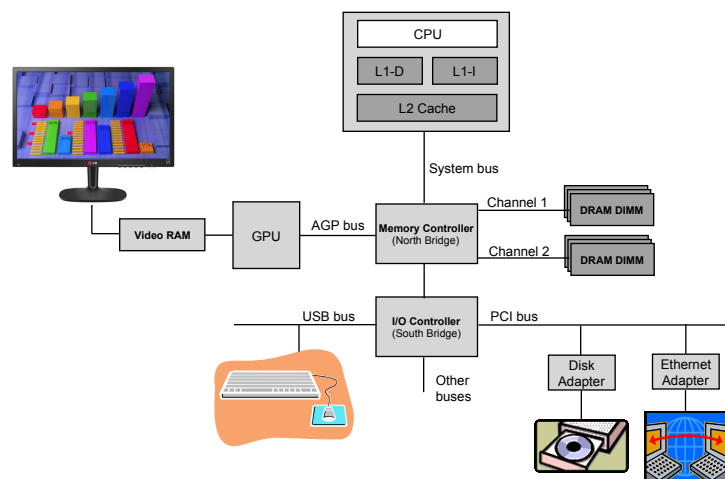 CPU
L1-D
L1-I
L2 Cache
System bus
Channel 1
DRAM DIMM
Video RAM
GPU
AGP bus
Memory Controller
(North Bridge)
Channel 2
DRAM DIMM
USB bus
I/O Controller
(South Bridge)
PCI bus
Other
buses
Disk
Adapter
Ethernet
Adapter